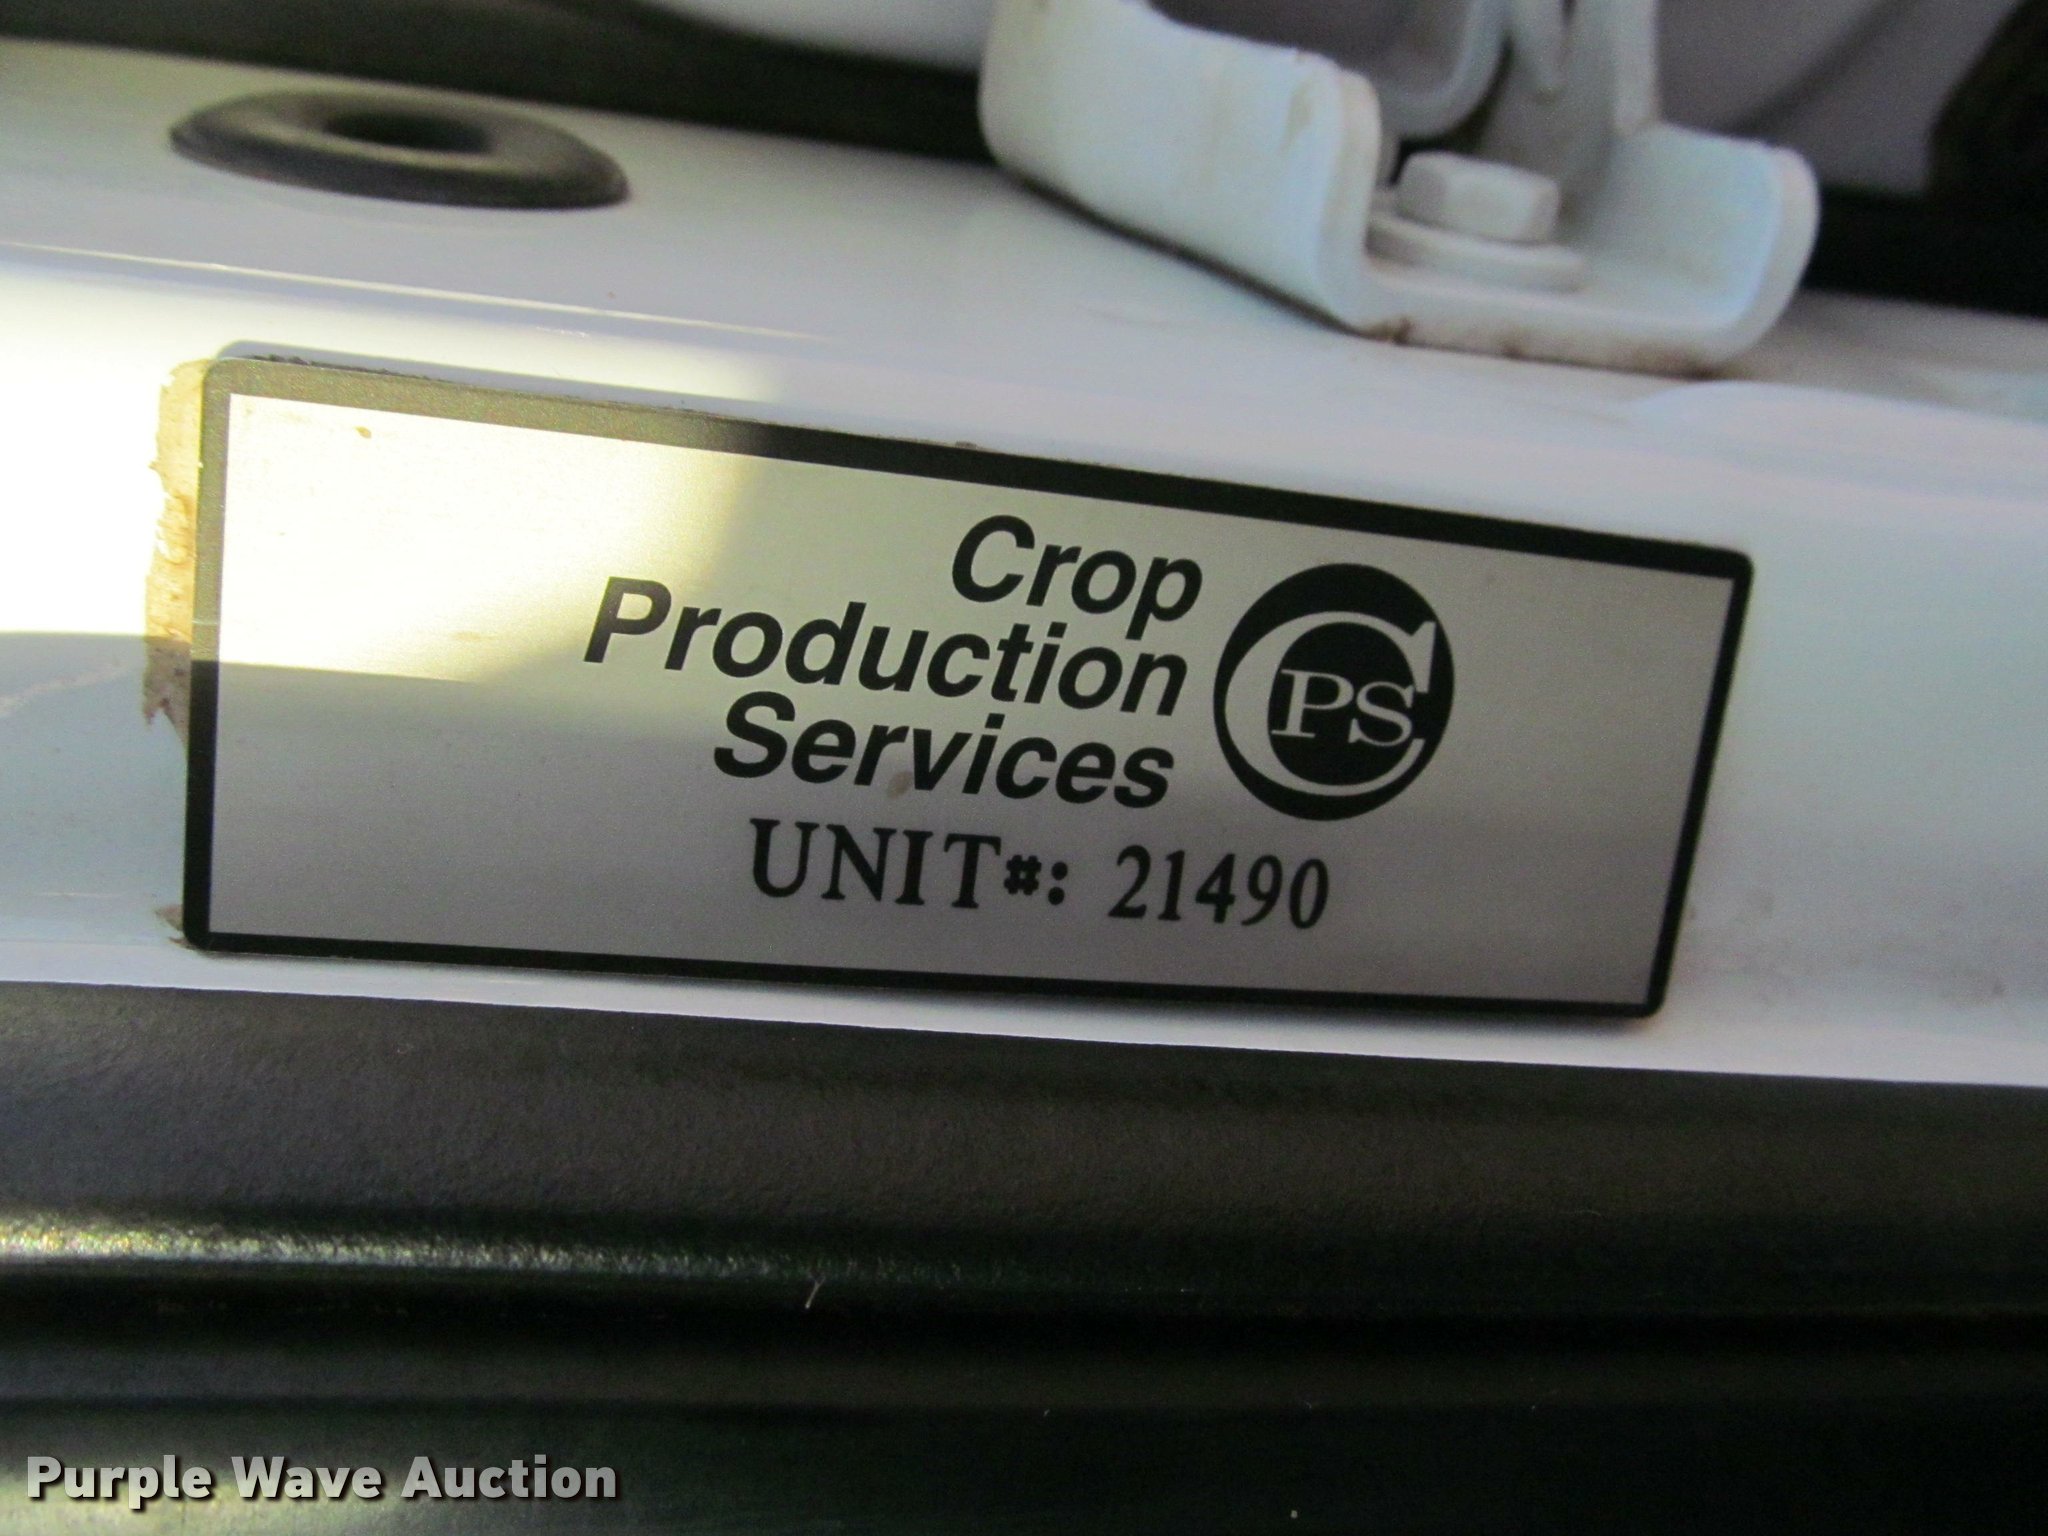 Crop
Production
Services
CPS
UNIT#: 21490
Purple Wave Auction